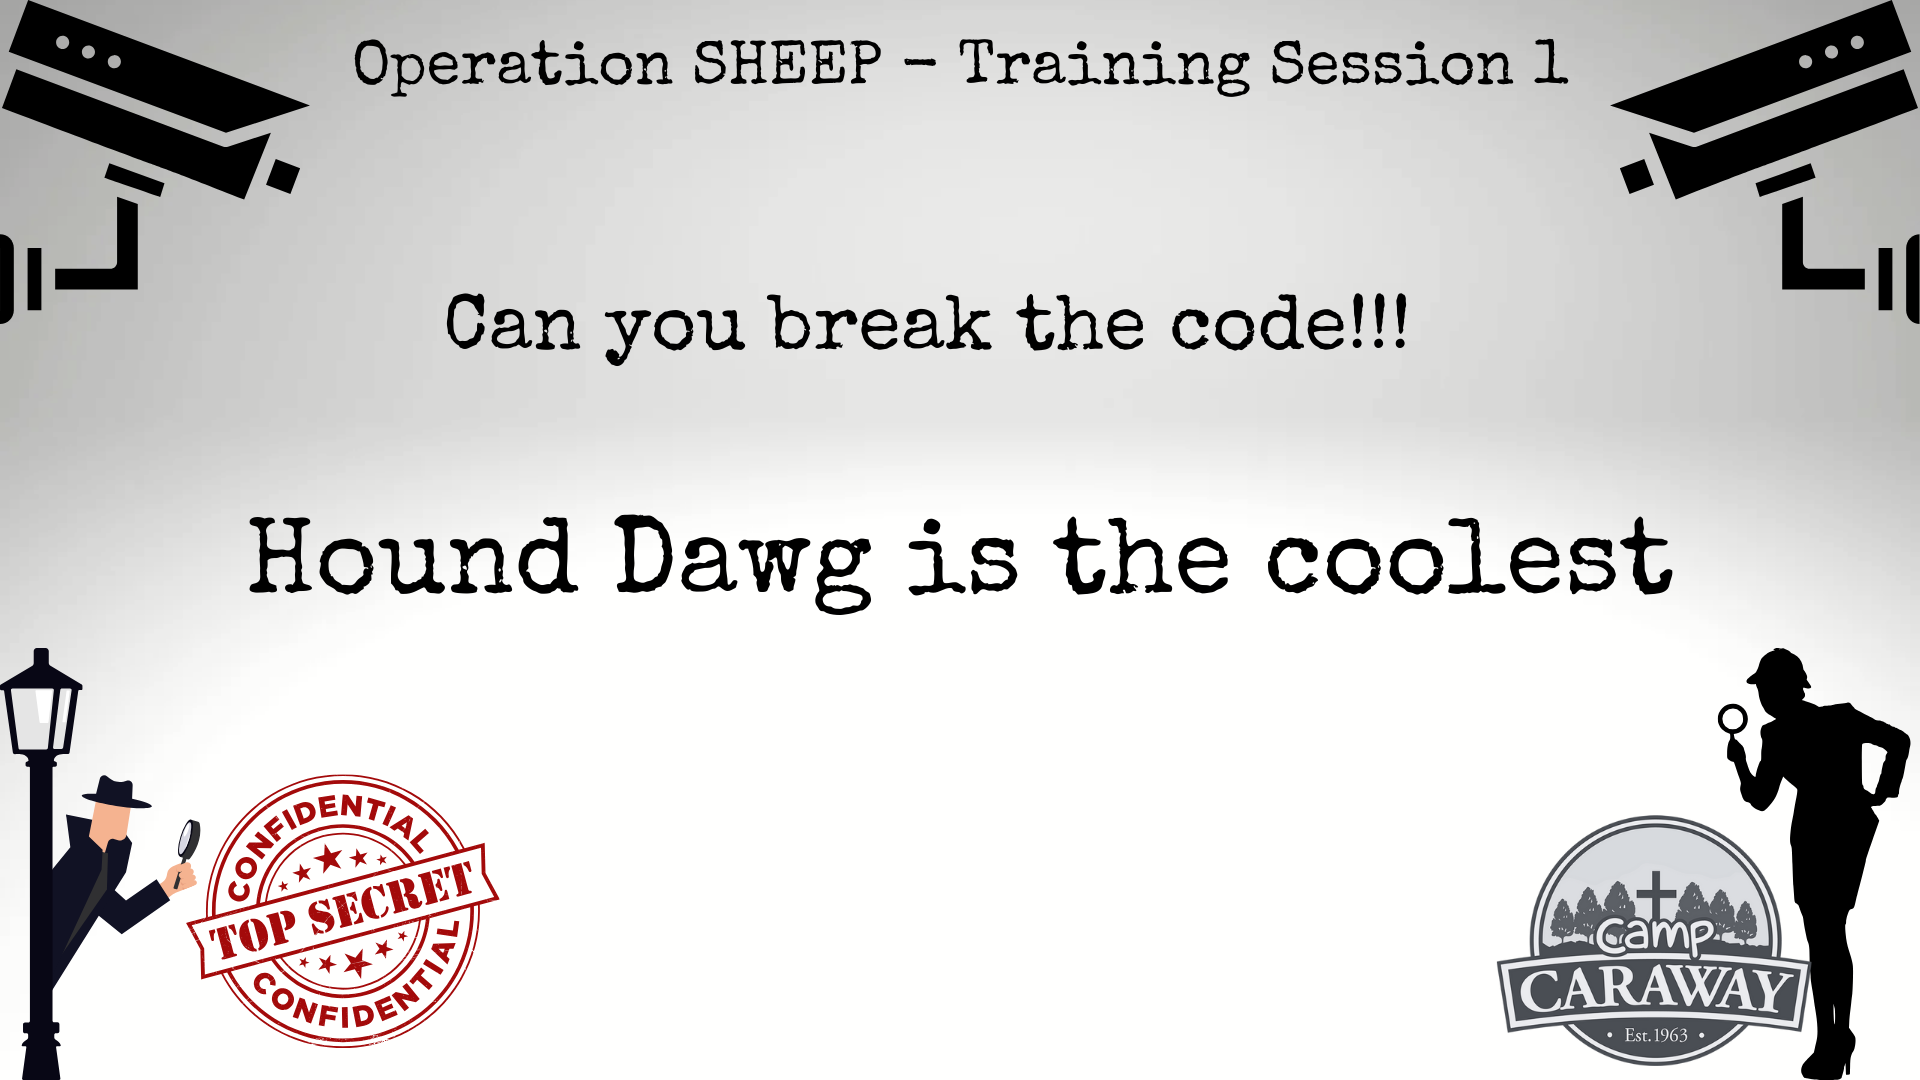 Operation SHEEP - Training Session 1
Can you break the code!!!
Hound Dawg is the coolest
CONFIDENTIAL
TOP SECRET
CONFIDENTIAL
camp
CARAWAY
• Est. 1963 •